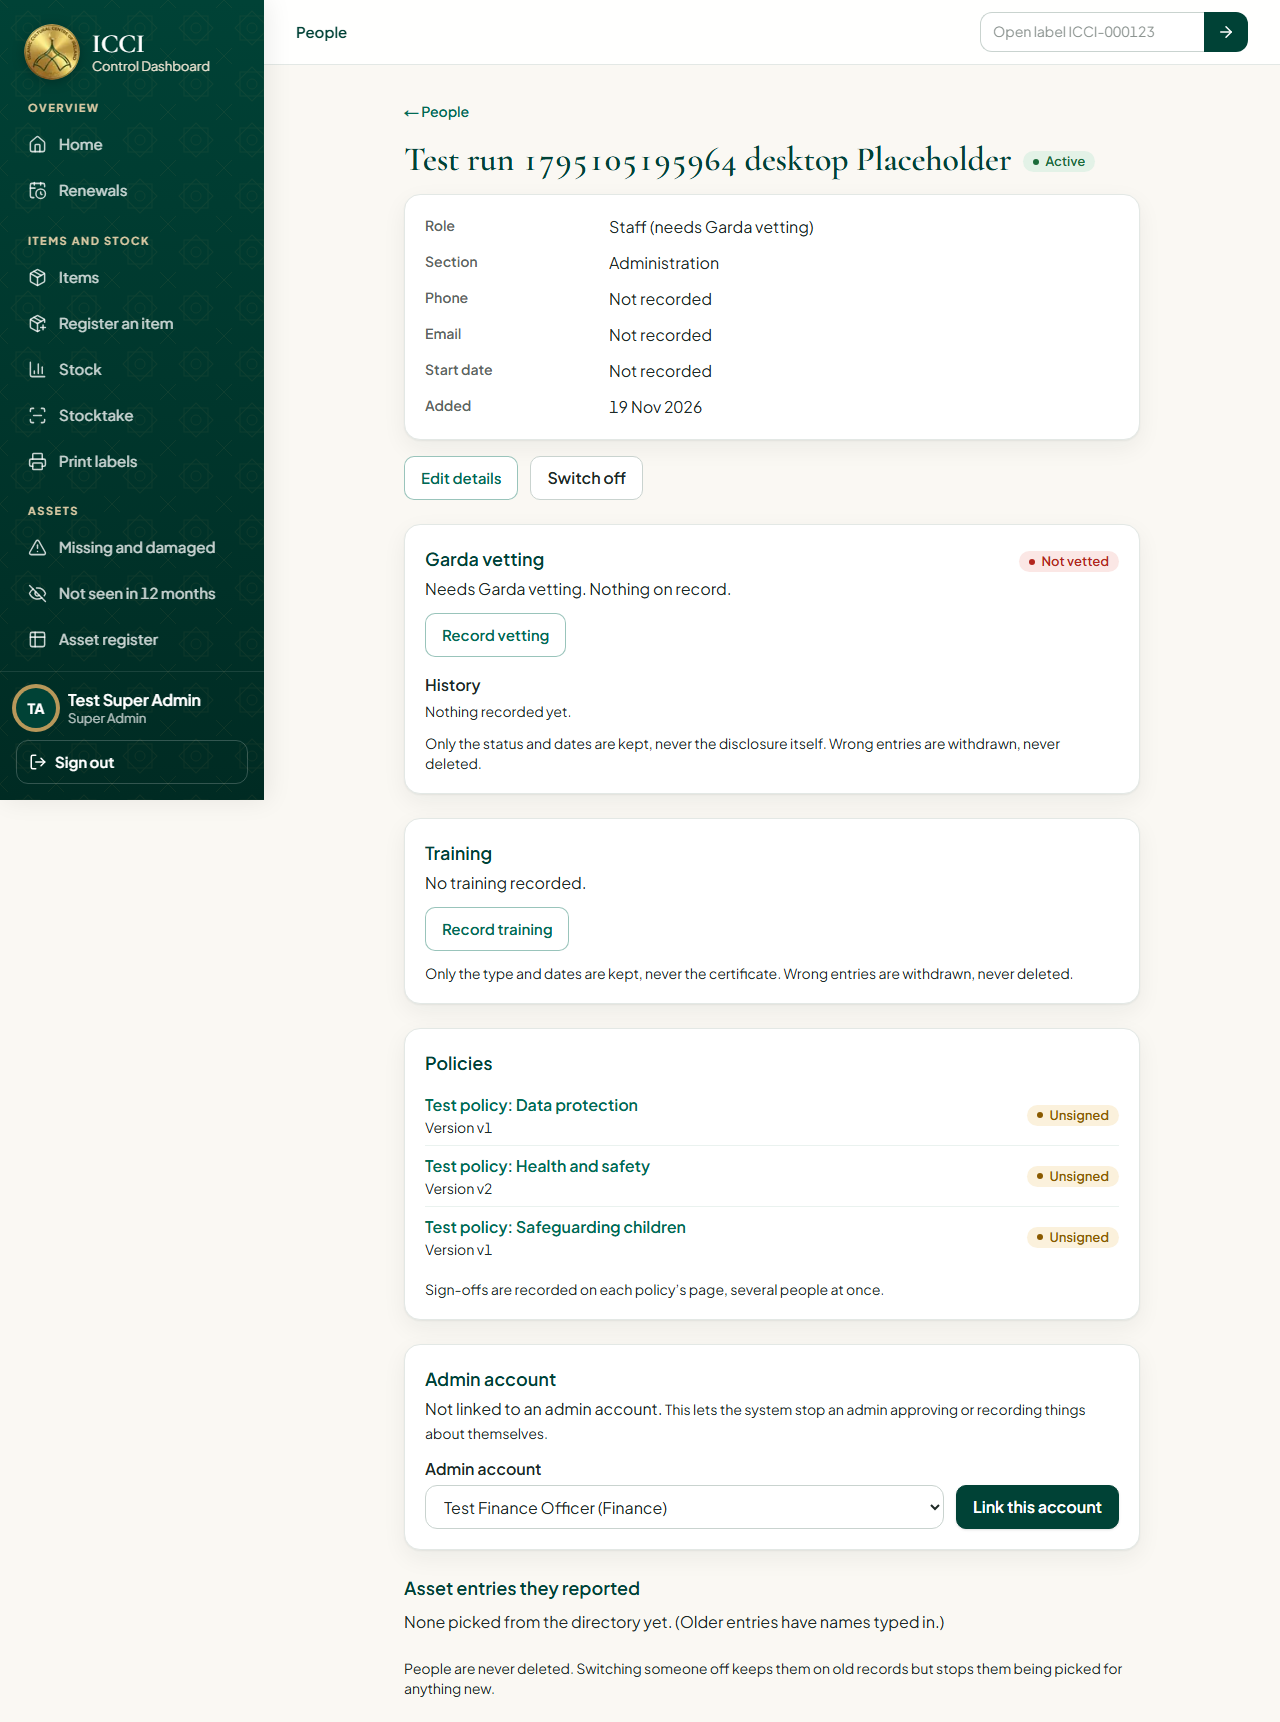 ICCI
Control Dashboard
OVERVIEW
Home
Renewals
ITEMS AND STOCK
Items
Register an item
Stock
Stocktake
Print labels
ASSETS
Missing and damaged
Not seen in 12 months
Asset register
TA
Test Super Admin
Super Admin
Sign out
People
Open label ICCI-000123
← People
Test run 1795105195964 desktop Placeholder
Active
Role
Staff (needs Garda vetting)
Section
Administration
Phone
Not recorded
Email
Not recorded
Start date
Not recorded
Added
19 Nov 2026
Edit details
Switch off
Garda vetting
Not vetted
Needs Garda vetting. Nothing on record.
Record vetting
History
Nothing recorded yet.
Only the status and dates are kept, never the disclosure itself. Wrong entries are withdrawn, never
deleted.
Training
No training recorded.
Record training
Only the type and dates are kept, never the certificate. Wrong entries are withdrawn, never deleted.
Policies
Test policy: Data protection
Version v1
Unsigned
Test policy: Health and safety
Version v2
Unsigned
Test policy: Safeguarding children
Version v1
Unsigned
Sign-offs are recorded on each policy's page, several people at once.
Admin account
Not linked to an admin account. This lets the system stop an admin approving or recording things
about themselves.
Admin account
Test Finance Officer (Finance)
Link this account
Asset entries they reported
None picked from the directory yet. (Older entries have names typed in.)
People are never deleted. Switching someone off keeps them on old records but stops them being picked for
anything new.